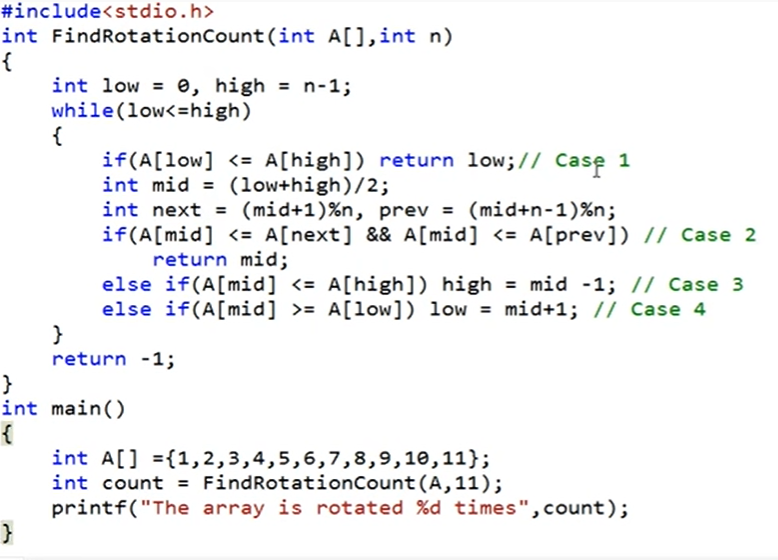 #include<stdio.h>
int FindRotationCount(int A[],int n)
{
    int low = 0, high = n-1;
    while(low<=high)
    {
        if(A[low] <= A[high]) return low;// Case 1
        int mid = (low+high)/2;
        int next = (mid+1)%n, prev = (mid+n-1)%n;
        if(A[mid] <= A[next] && A[mid] <= A[prev]) // Case 2
            return mid;
        else if(A[mid] <= A[high]) high = mid -1; // Case 3
        else if(A[mid] >= A[low]) low = mid+1; // Case 4
    }
    return -1;
}
int main()
{
    int A[] ={1,2,3,4,5,6,7,8,9,10,11};
    int count = FindRotationCount(A,11);
    printf("The array is rotated %d times",count);
}